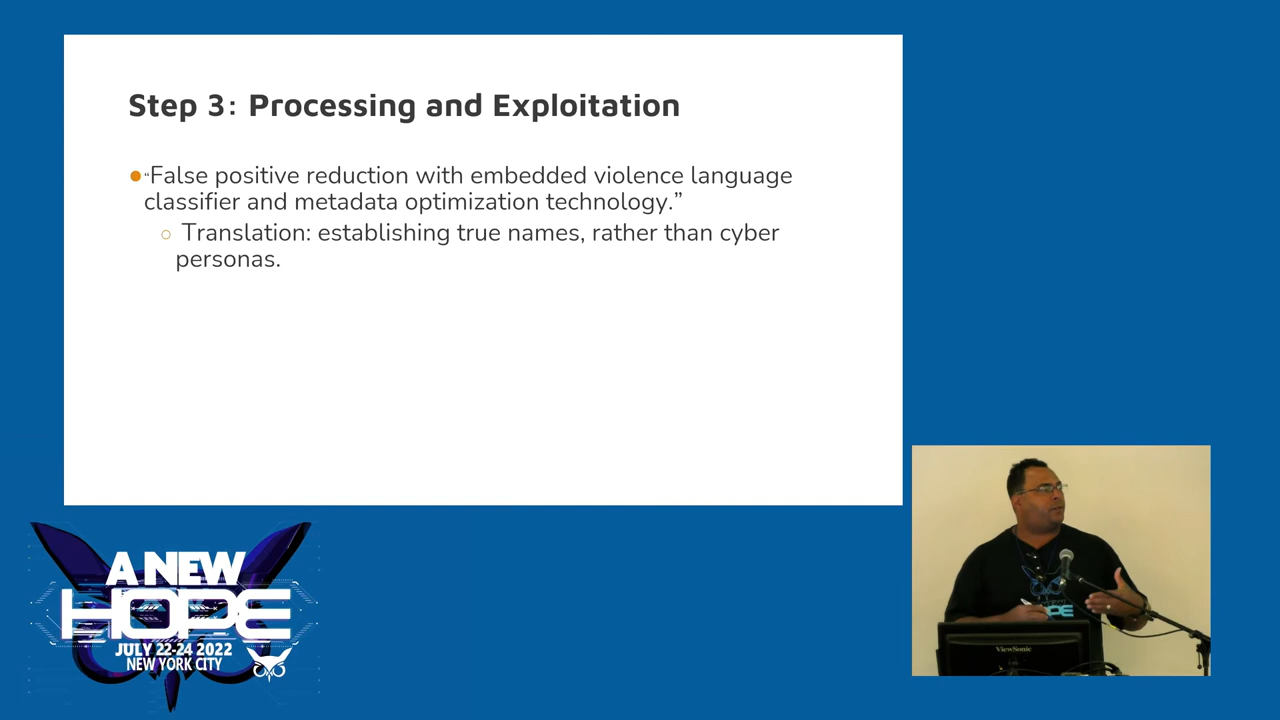 Step 3: Processing and Exploitation
“False positive reduction with embedded violence language
classifier and metadata optimization technology.”
Translation: establishing true names, rather than cyber
personas.
A NEW
HOPE
JULY 22-24 2022
NEW YORK CITY
HOPE
ViewSonic